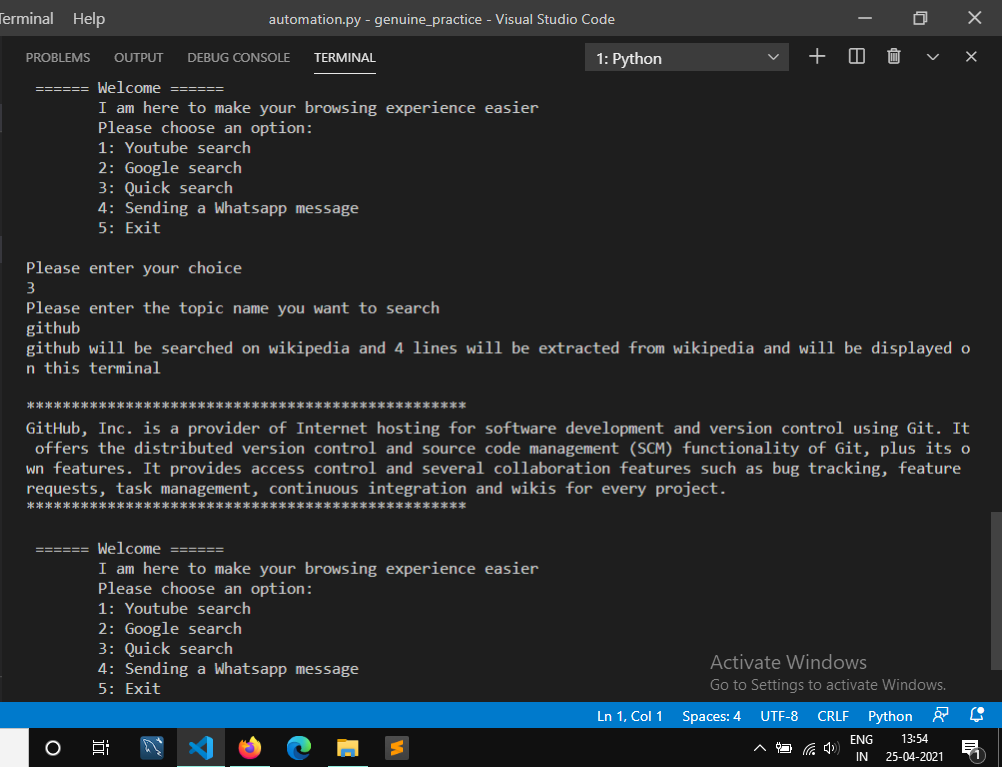 Terminal Help automation.py - genuine_practice - Visual Studio Code
PROBLEMS OUTPUT DEBUG CONSOLE TERMINAL 1: Python
====== Welcome ======
I am here to make your browsing experience easier
Please choose an option:
1: Youtube search
2: Google search
3: Quick search
4: Sending a Whatsapp message
5: Exit
Please enter your choice
3
Please enter the topic name you want to search
github
github will be searched on wikipedia and 4 lines will be extracted from wikipedia and will be displayed o
n this terminal
*************************************************
GitHub, Inc. is a provider of Internet hosting for software development and version control using Git. It
offers the distributed version control and source code management (SCM) functionality of Git, plus its o
wn features. It provides access control and several collaboration features such as bug tracking, feature
requests, task management, continuous integration and wikis for every project.
*************************************************
====== Welcome ======
I am here to make your browsing experience easier
Please choose an option:
1: Youtube search
2: Google search
3: Quick search
4: Sending a Whatsapp message
5: Exit
Activate Windows
Go to Settings to activate Windows.
Ln 1, Col 1 Spaces: 4 UTF-8 CRLF Python
ENG 13:54
IN 25-04-2021 1